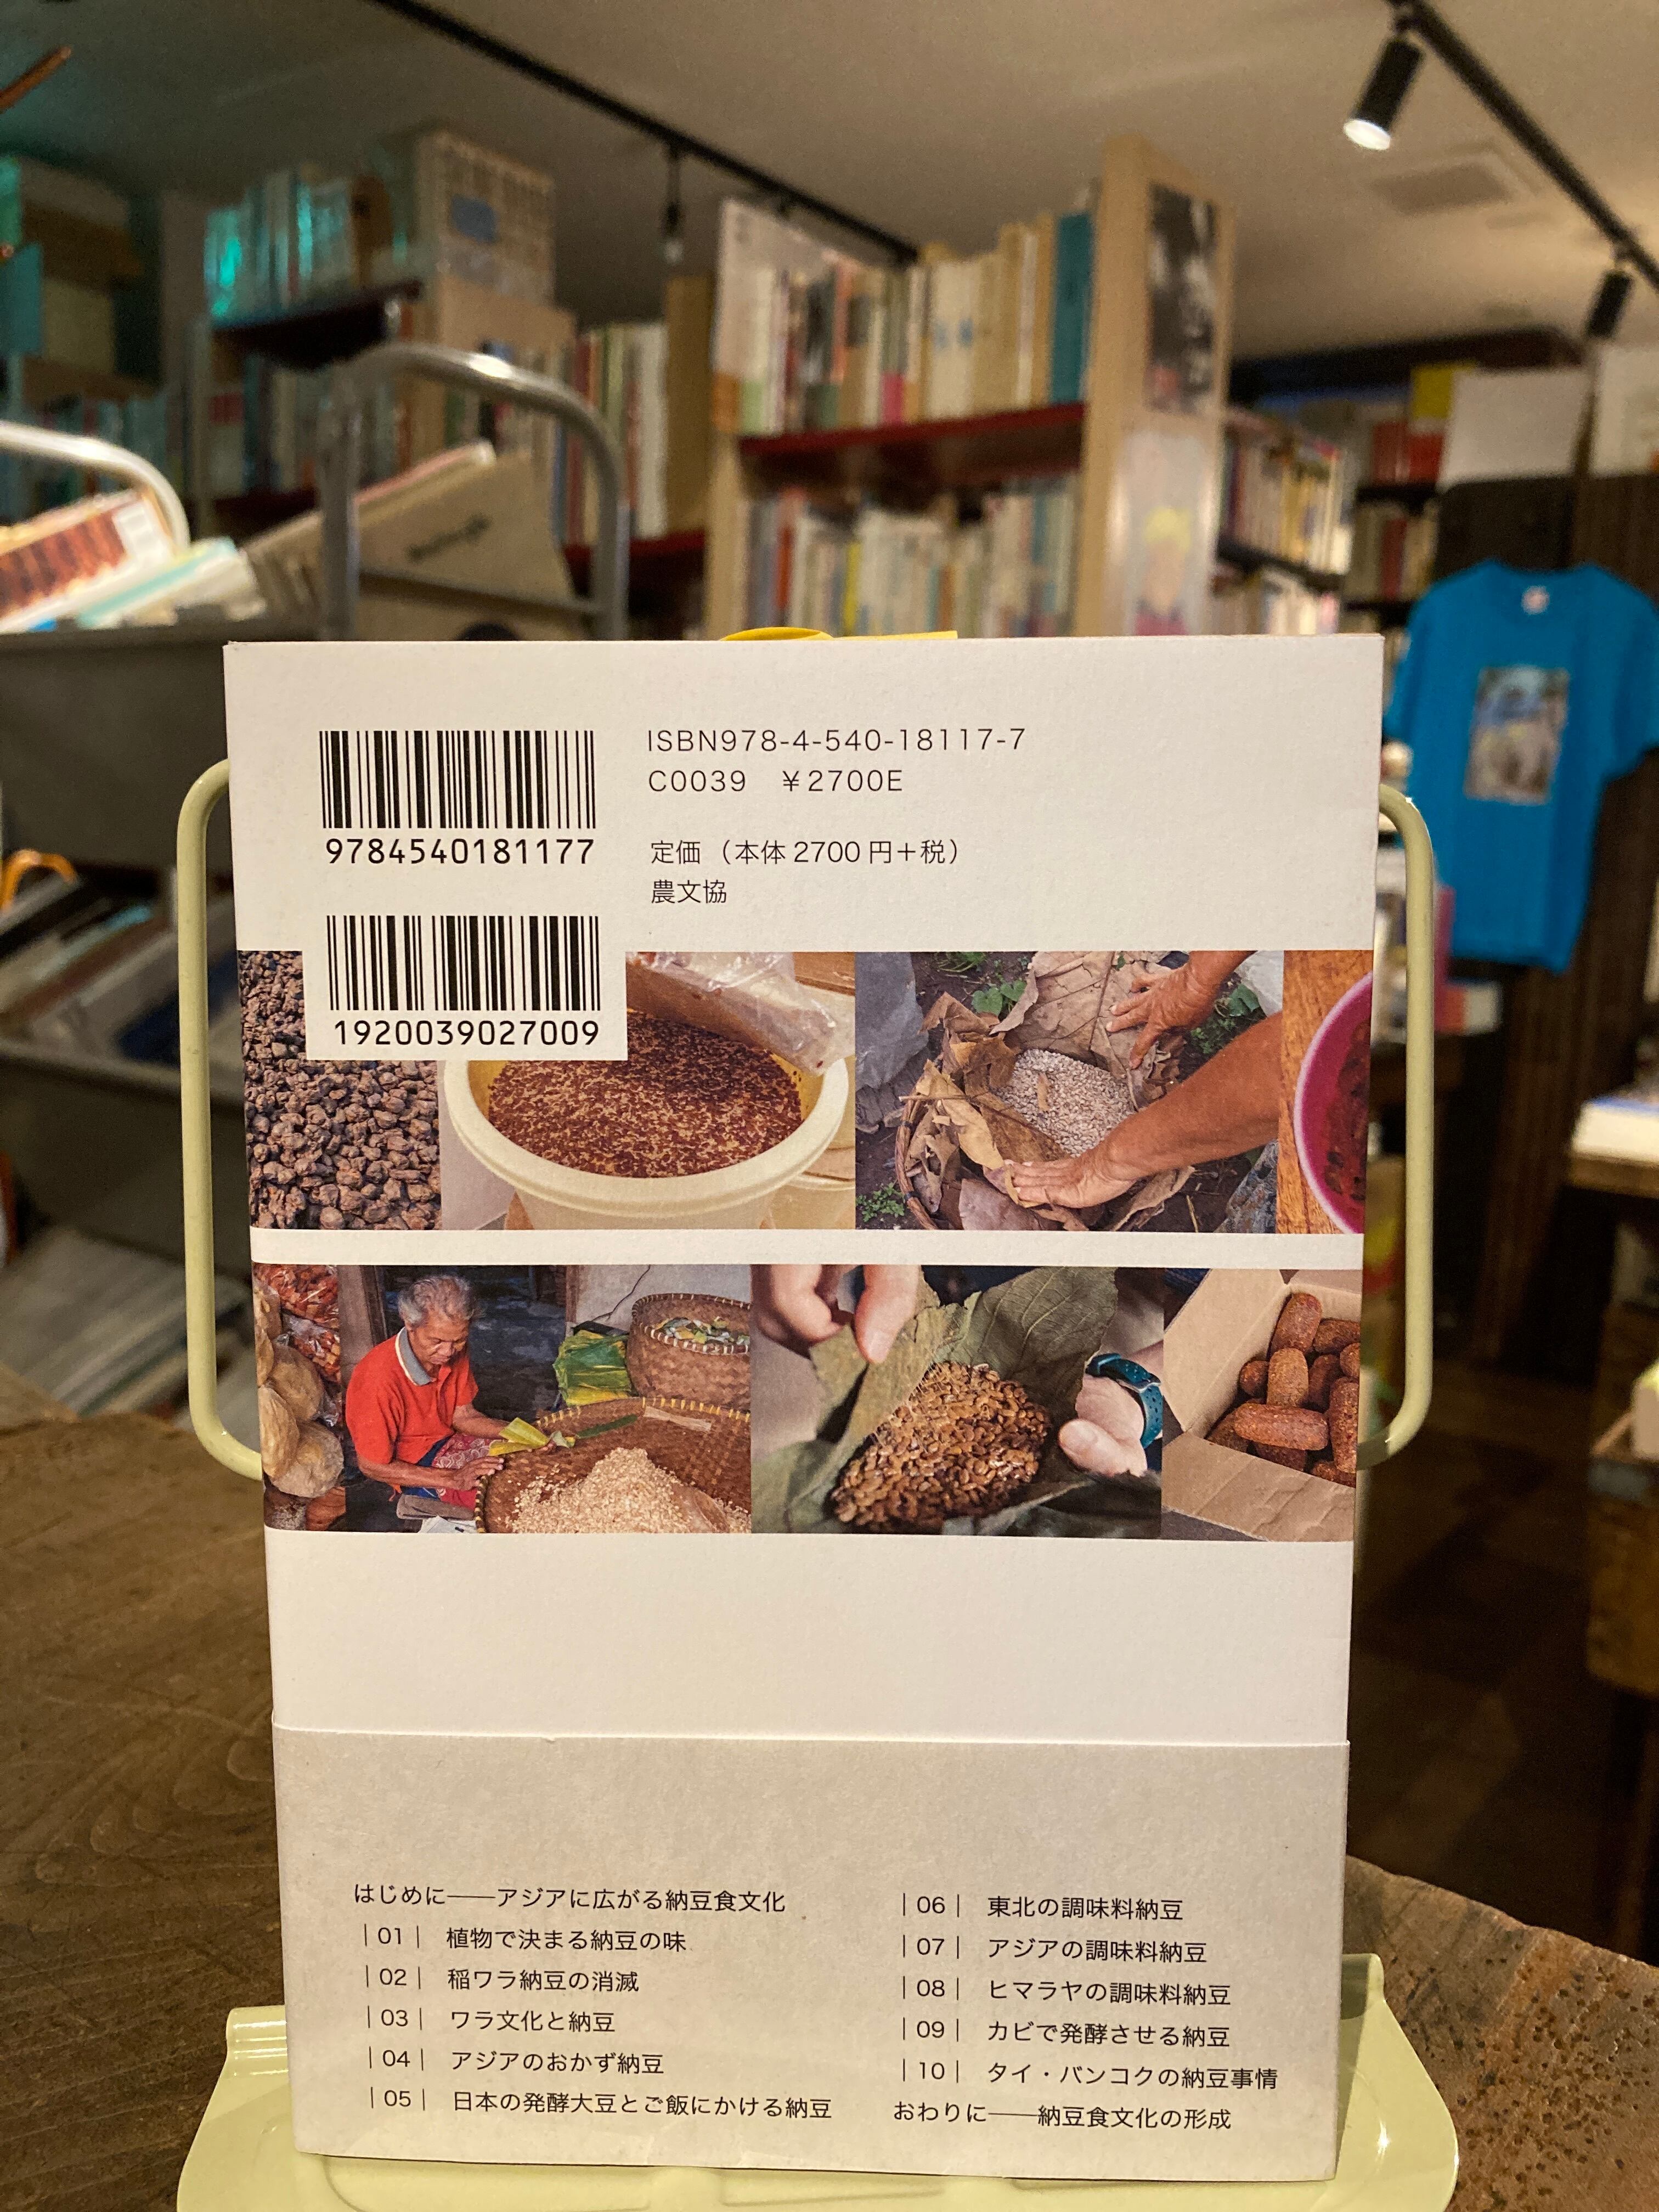 ISBN978-4-540-18117-7
C0039 ¥2700E
9784540181177
定価（本体2700円＋税）
農文協
1920039027009
はじめに——アジアに広がる納豆食文化
｜01｜ 植物で決まる納豆の味
｜02｜ 稲ワラ納豆の消滅
｜03｜ ワラ文化と納豆
｜04｜ アジアのおかず納豆
｜05｜ 日本の発酵大豆とご飯にかける納豆
｜06｜ 東北の調味料納豆
｜07｜ アジアの調味料納豆
｜08｜ ヒマラヤの調味料納豆
｜09｜ カビで発酵させる納豆
｜10｜ タイ・バンコクの納豆事情
おわりに——納豆食文化の形成